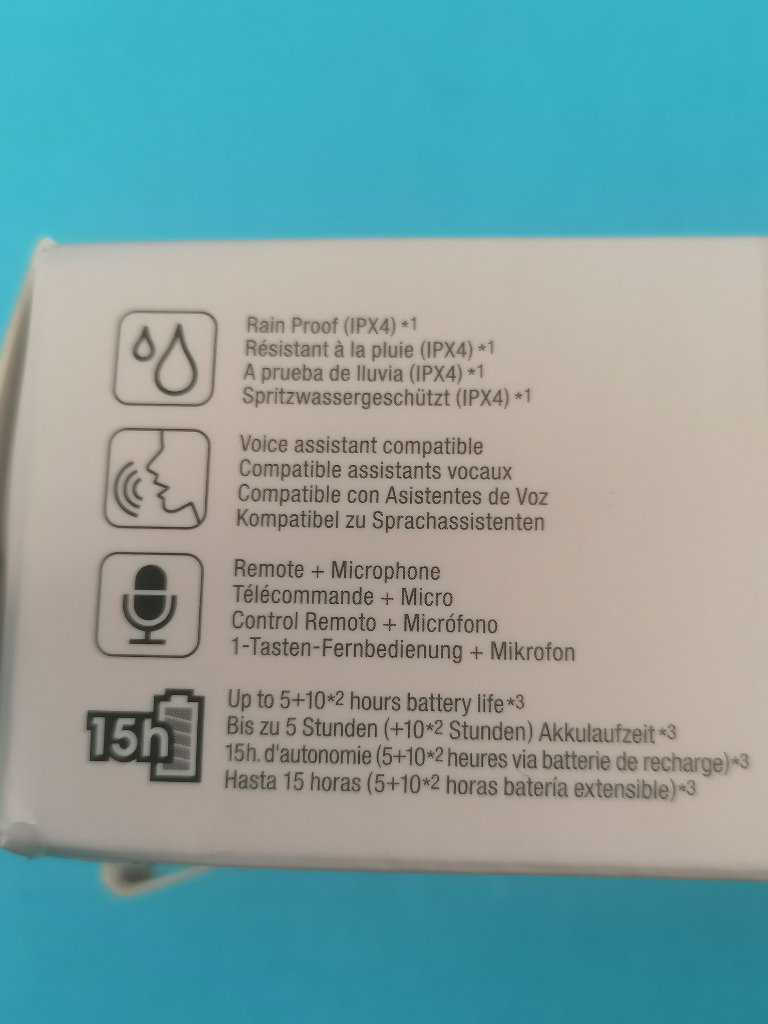 Rain Proof (IPX4) *1
Résistant à la pluie (IPX4) *1
A prueba de lluvia (IPX4) *1
Spritzwassergeschützt (IPX4) *1
Voice assistant compatible
Compatible assistants vocaux
Compatible con Asistentes de Voz
Kompatibel zu Sprachassistenten
Remote + Microphone
Télécommande + Micro
Control Remoto + Micrófono
1-Tasten-Fernbedienung + Mikrofon
15h
Up to 5+10*2 hours battery life*3
Bis zu 5 Stunden (+10*2 Stunden) Akkulaufzeit*3
15h. d'autonomie (5+10*2 heures via batterie de recharge)*3
Hasta 15 horas (5+10*2 horas batería extensible)*3